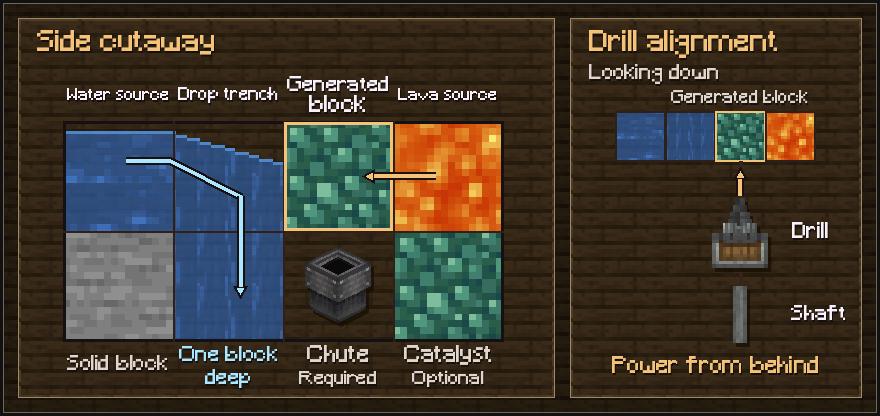 Side cutaway
Water source
Drop trench
Generated
block
Lava source
Solid block
One block
deep
Chute
Required
Catalyst
Optional
Drill alignment
Looking down
Generated block
Drill
Shaft
Power from behind